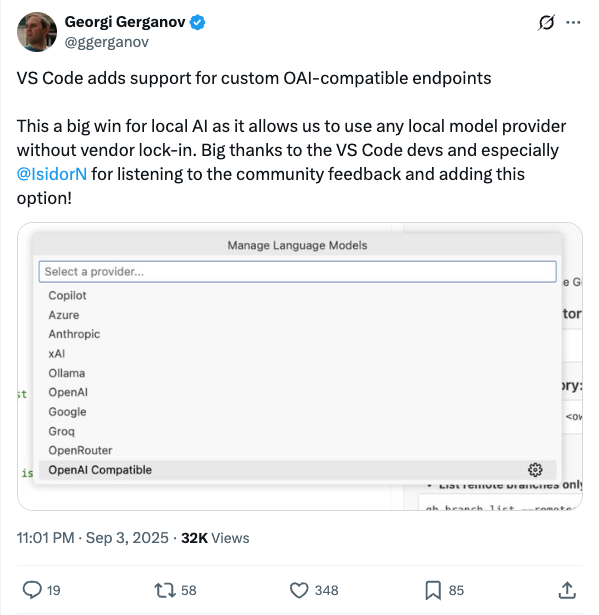 Georgi Gerganov
@ggerganov
VS Code adds support for custom OAI-compatible endpoints
This a big win for local AI as it allows us to use any local model provider
without vendor lock-in. Big thanks to the VS Code devs and especially
@IsidorN for listening to the community feedback and adding this
option!
Manage Language Models
Select a provider...
Copilot
Azure
Anthropic
xAI
Ollama
OpenAI
Google
Groq
OpenRouter
OpenAI Compatible
is
List remote branches only
gh branch list --remote
11:01 PM · Sep 3, 2025 · 32K Views
19 58 348 85